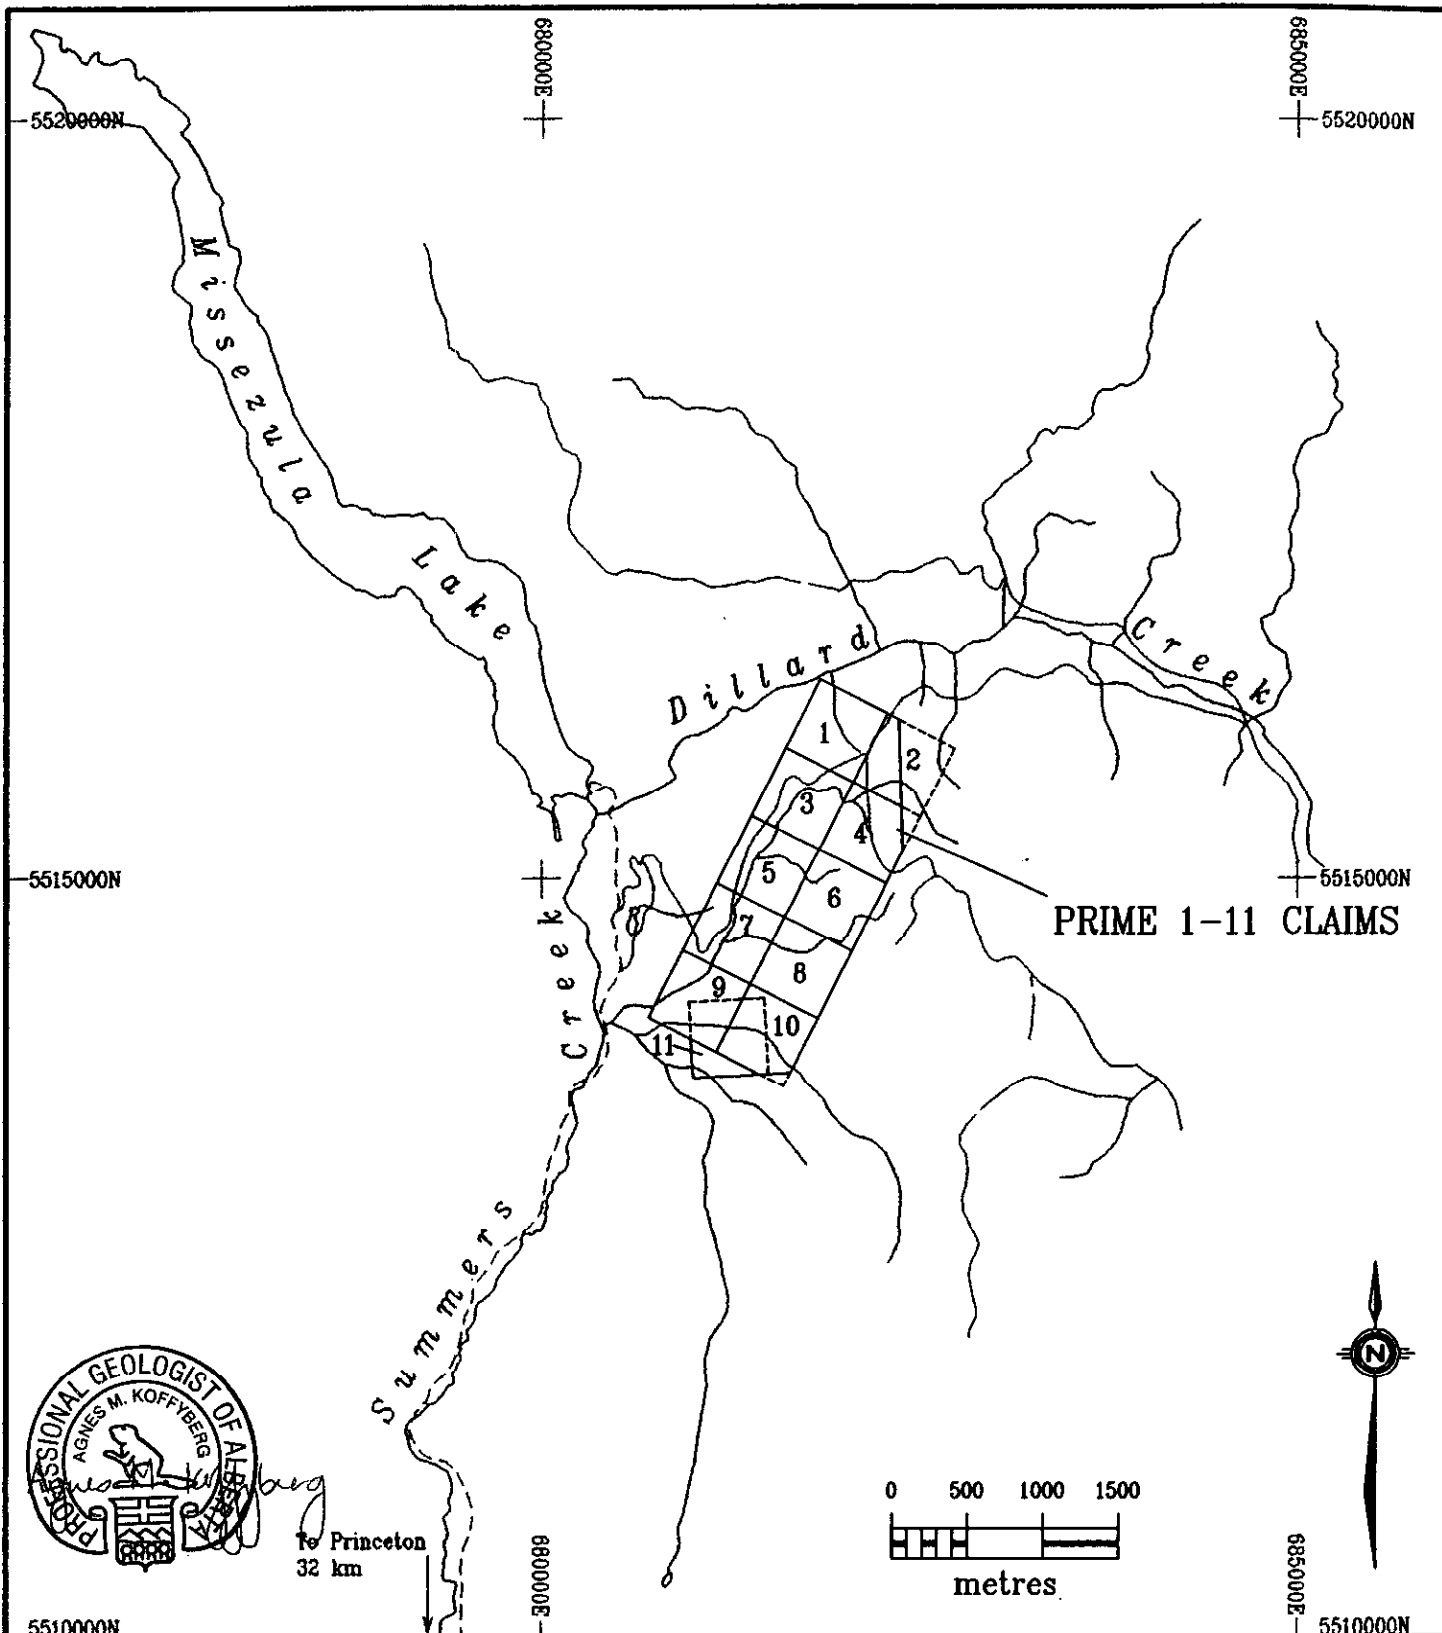 680000E
685000E
5520000N
5520000N
Missezula
Lake
Dillard
Creek
1
2
3
4
5
6
7
8
9
10
11
5515000N
5515000N
PRIME 1-11 CLAIMS
Creek
Summers
PROFESSIONAL GEOLOGIST OF ALBERTA
AGNES M. KOFFYBERG
To Princeton
32 km
0 500 1000 1500
metres
N
680000E
685000E
5510000N
5510000N